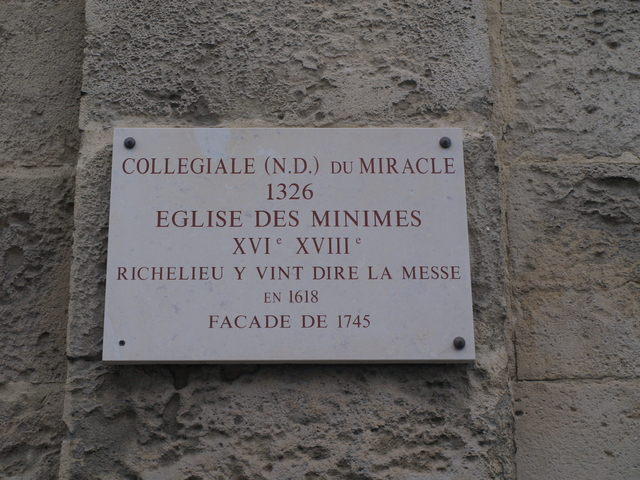 COLLEGIALE (N.D.) DU MIRACLE
1326
EGLISE DES MINIMES
XVIe XVIIIe
RICHELIEU Y VINT DIRE LA MESSE
EN 1618
FACADE DE 1745